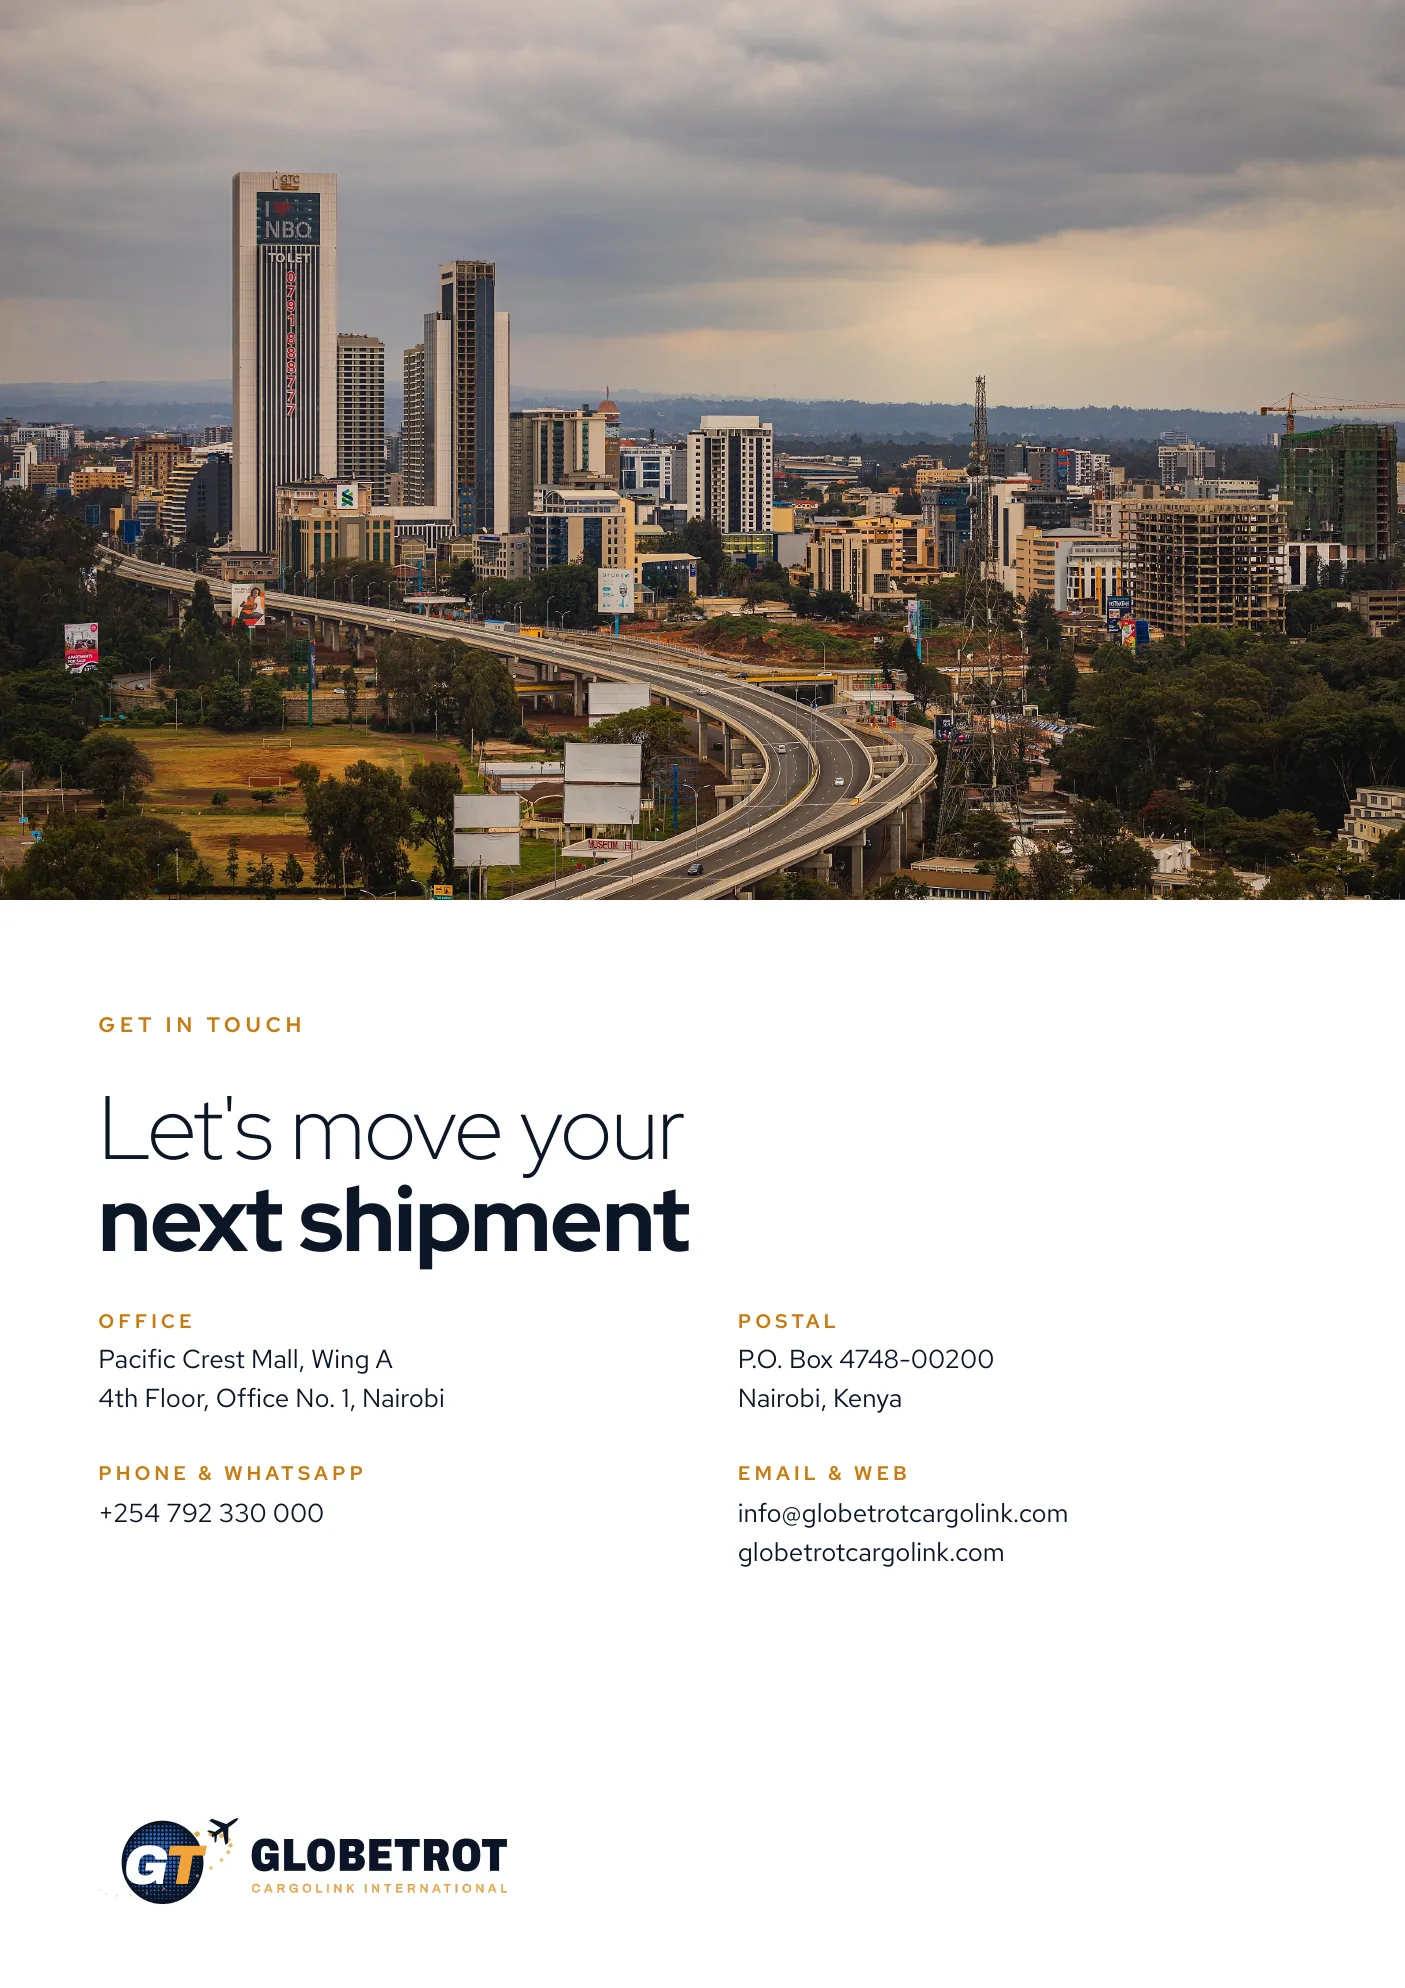 GTC
I ❤ NBO
TO LET
0791888777
MUSEUM HILL
GET IN TOUCH
Let's move your
next shipment
OFFICE
Pacific Crest Mall, Wing A
4th Floor, Office No. 1, Nairobi
POSTAL
P.O. Box 4748-00200
Nairobi, Kenya
PHONE & WHATSAPP
+254 792 330 000
EMAIL & WEB
info@globetrotcargolink.com
globetrotcargolink.com
GT
GLOBETROT
CARGOLINK INTERNATIONAL